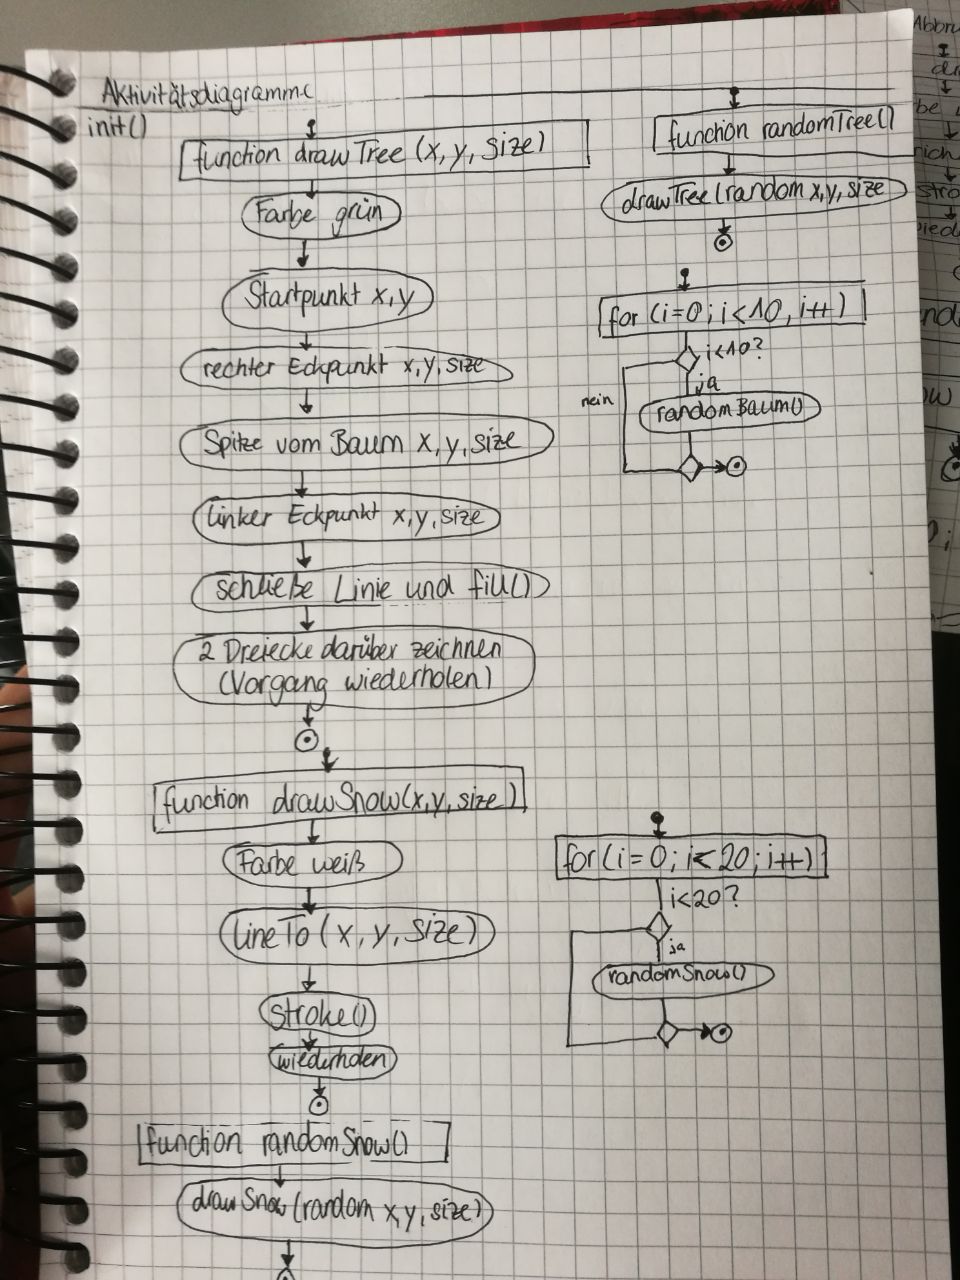 Aktivitätsdiagramme
init()
function drawTree (x, y, size)
Farbe grün
Startpunkt x, y
rechter Eckpunkt x, y, size
Spitze vom Baum x, y, size
linker Eckpunkt x, y, size
schließe Linie und fill()
2 Dreiecke darüber zeichnen
(Vorgang wiederholen)
function drawSnow(x,y,size)
Farbe weiß
lineTo (x, y, size)
stroke()
wiederholen
function randomSnow()
drawSnow(random x,y, size)
function randomTree()
drawTree(random x,y,size
for (i=0; i<10, i++)
i<10?
ja
nein
randomBaum()
for (i=0; i<20; i++)
i<20?
ja
randomSnow()